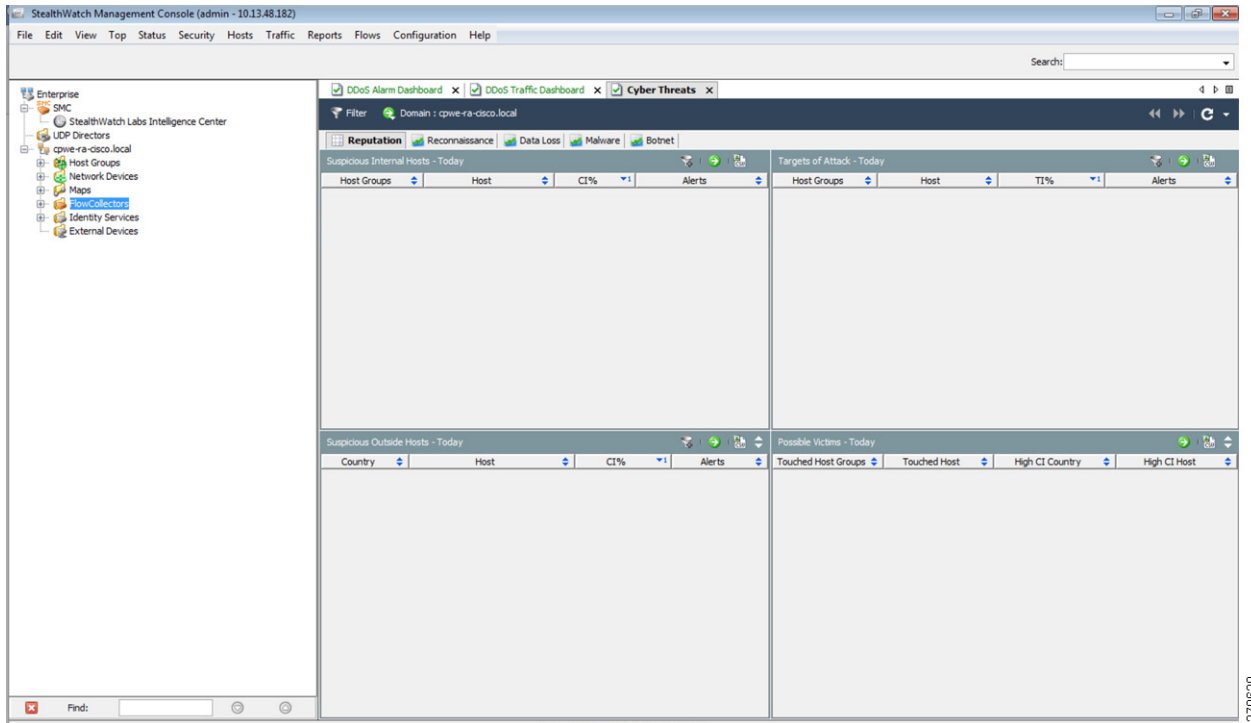 StealthWatch Management Console (admin - 10.13.48.182)
File Edit View Top Status Security Hosts Traffic Reports Flows Configuration Help
Search:
Enterprise
SMC
StealthWatch Labs Intelligence Center
UDP Directors
cpwe-ra-cisco.local
Host Groups
Network Devices
Maps
FlowCollectors
Identity Services
External Devices
Find:
DDoS Alarm Dashboard DDoS Traffic Dashboard Cyber Threats
Filter Domain : cpwe-ra-cisco.local
Reputation Reconnaissance Data Loss Malware Botnet
Suspicious Internal Hosts - Today
Host Groups Host CI% 1 Alerts
Targets of Attack - Today
Host Groups Host TI% 1 Alerts
Suspicious Outside Hosts - Today
Country Host CI% 1 Alerts
Possible Victims - Today
Touched Host Groups Touched Host High CI Country High CI Host